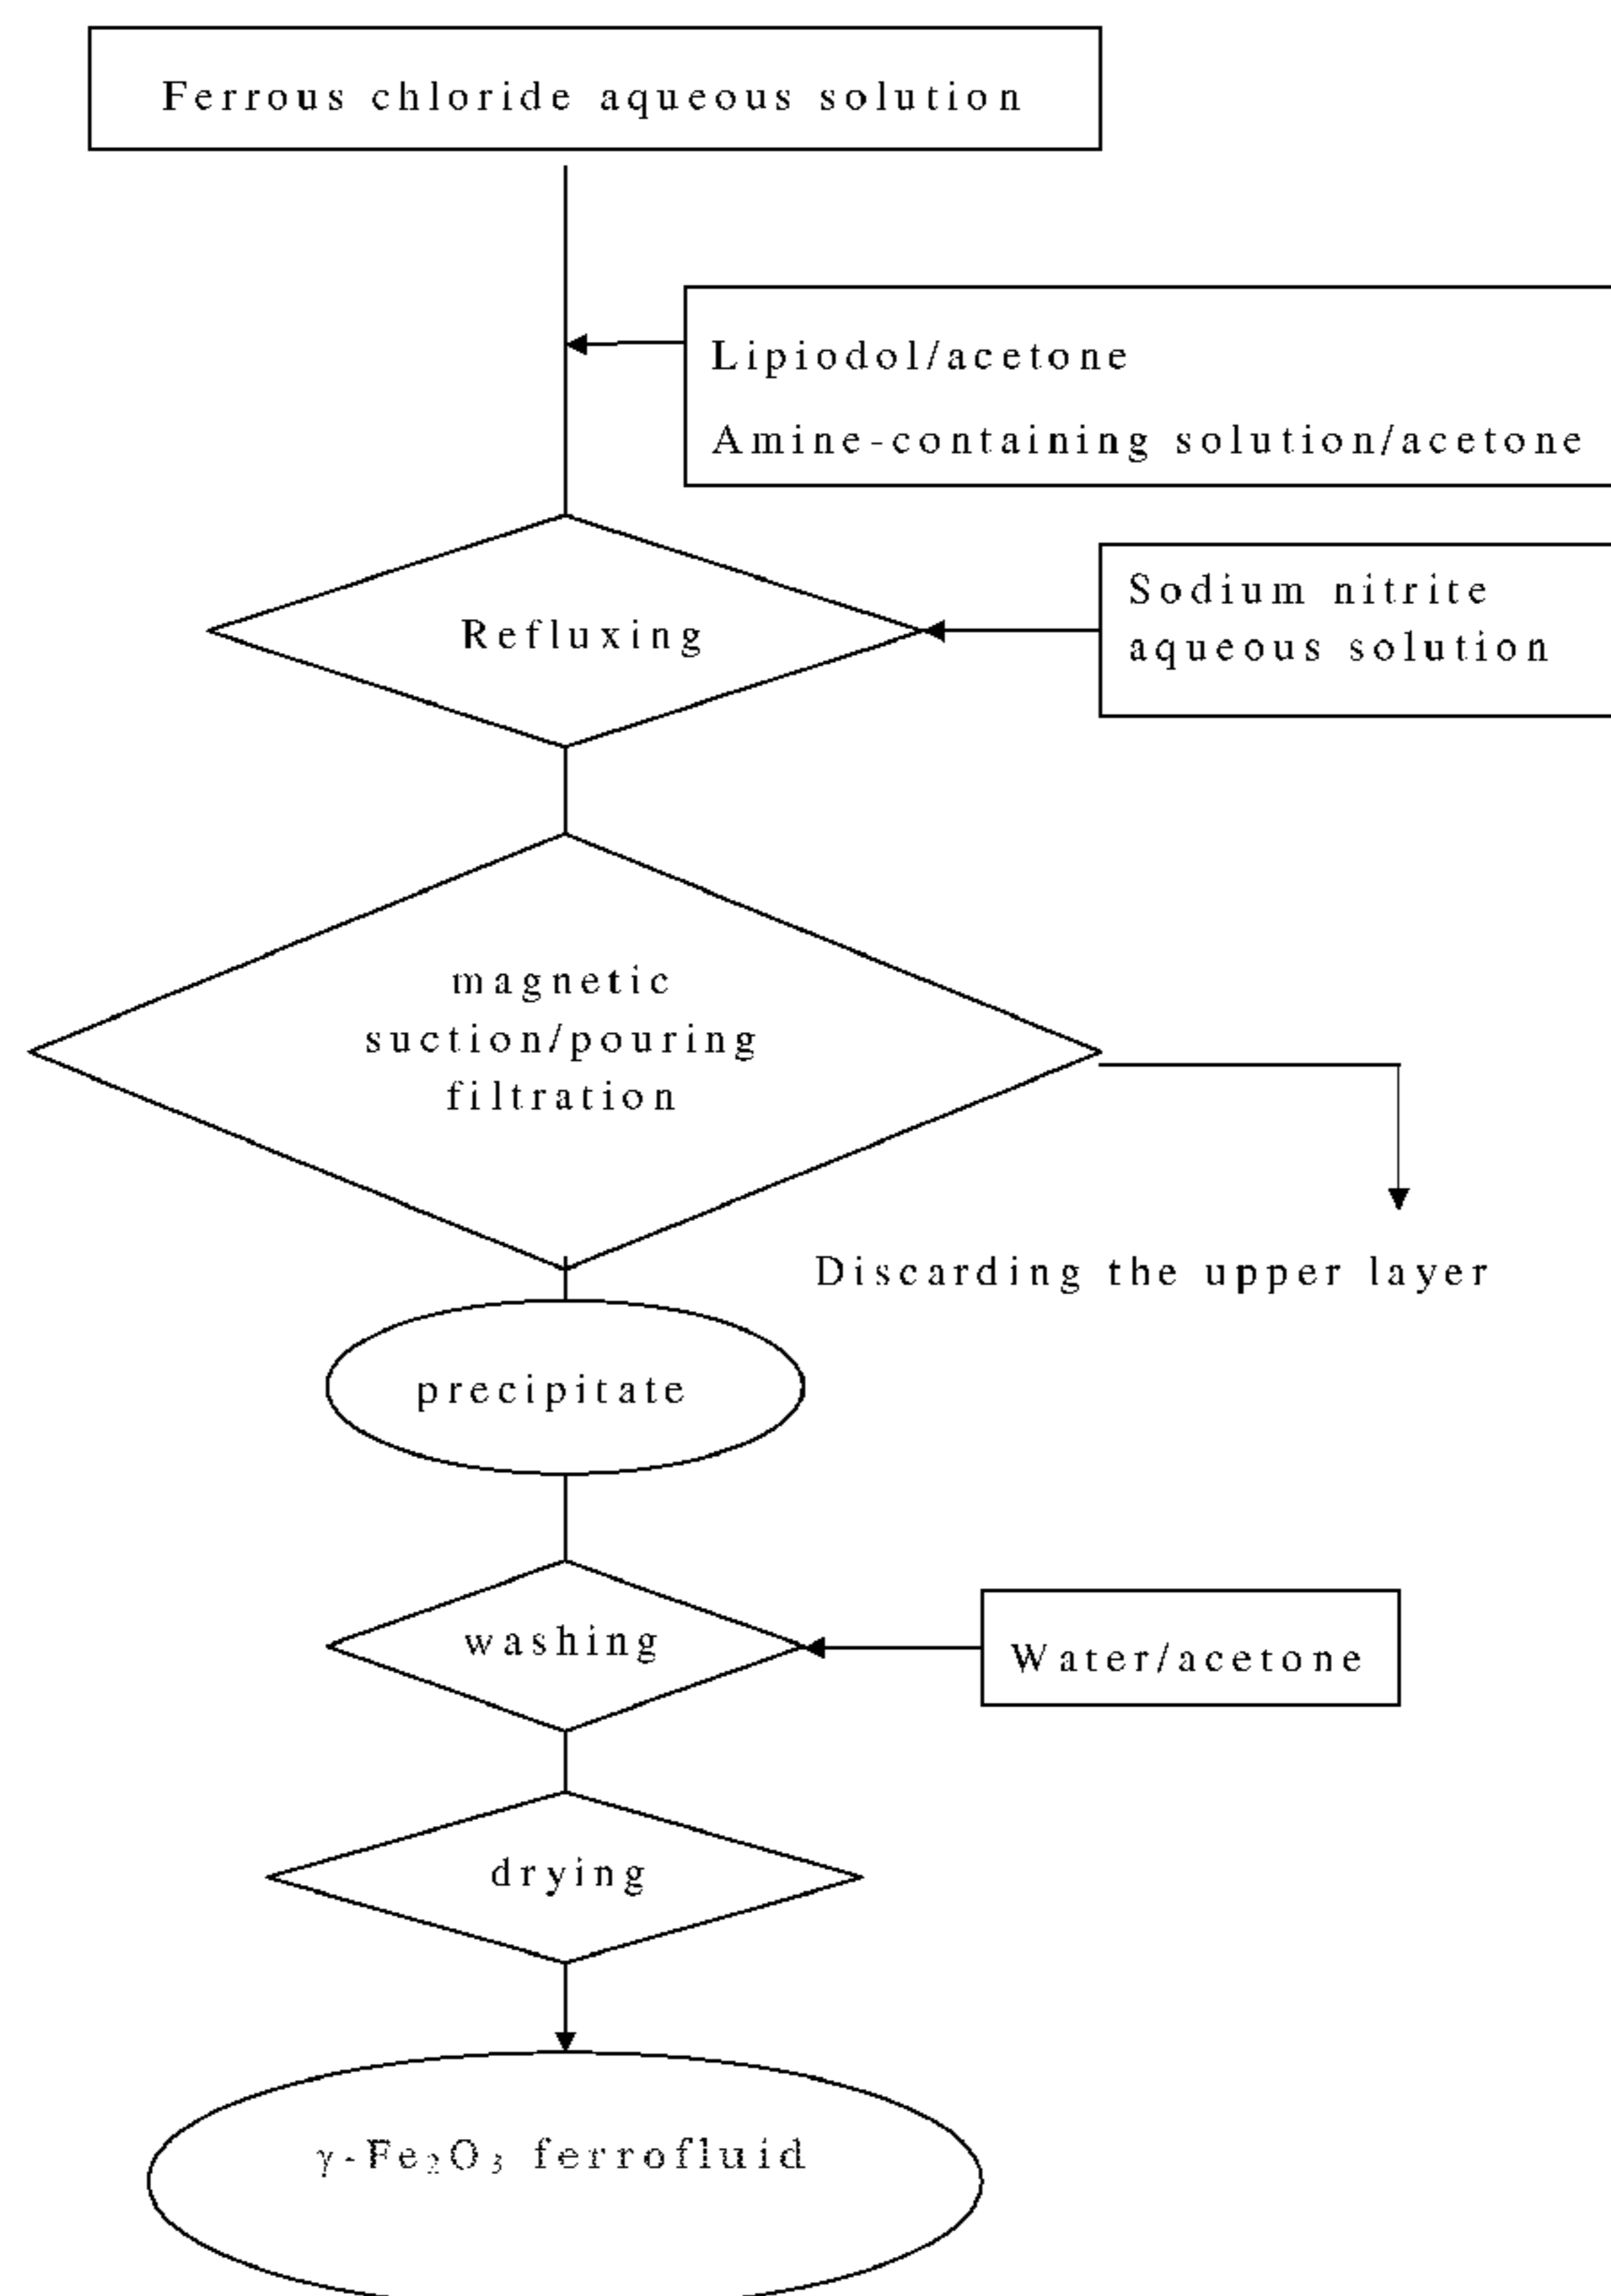 Ferrous chloride aqueous solution
Lipiodol/acetone
Amine-containing solution/acetone
Refluxing
Sodium nitrite
aqueous solution
magnetic
suction/pouring
filtration
Discarding the upper layer
precipitate
washing
Water/acetone
drying
γ-Fe₂O₃ ferrofluid